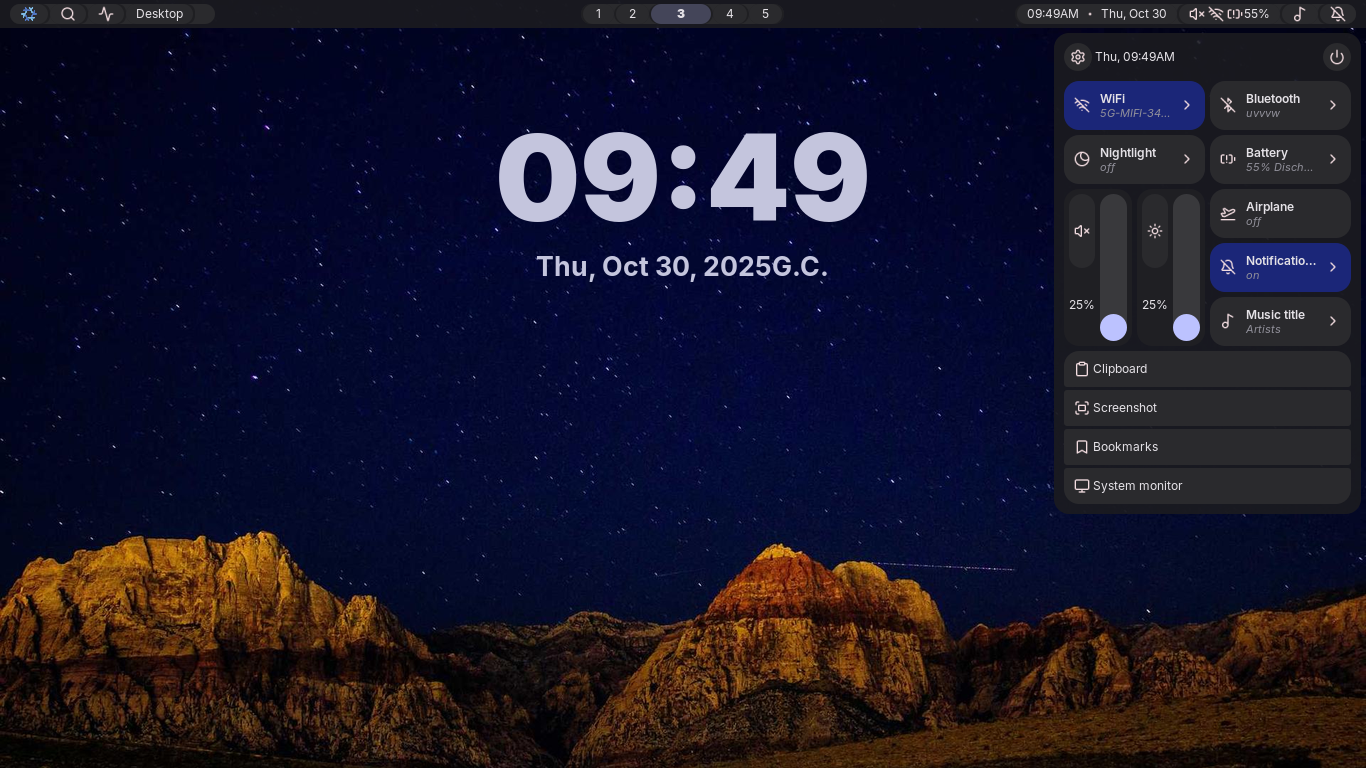 Desktop
1 2 3 4 5
09:49AM • Thu, Oct 30
55%
Thu, 09:49AM
WiFi
5G-MIFI-34...
Bluetooth
uvvvw
Nightlight
off
Battery
55% Disch...
25%
25%
Airplane
off
Notificatio...
on
Music title
Artists
Clipboard
Screenshot
Bookmarks
System monitor
09:49
Thu, Oct 30, 2025G.C.